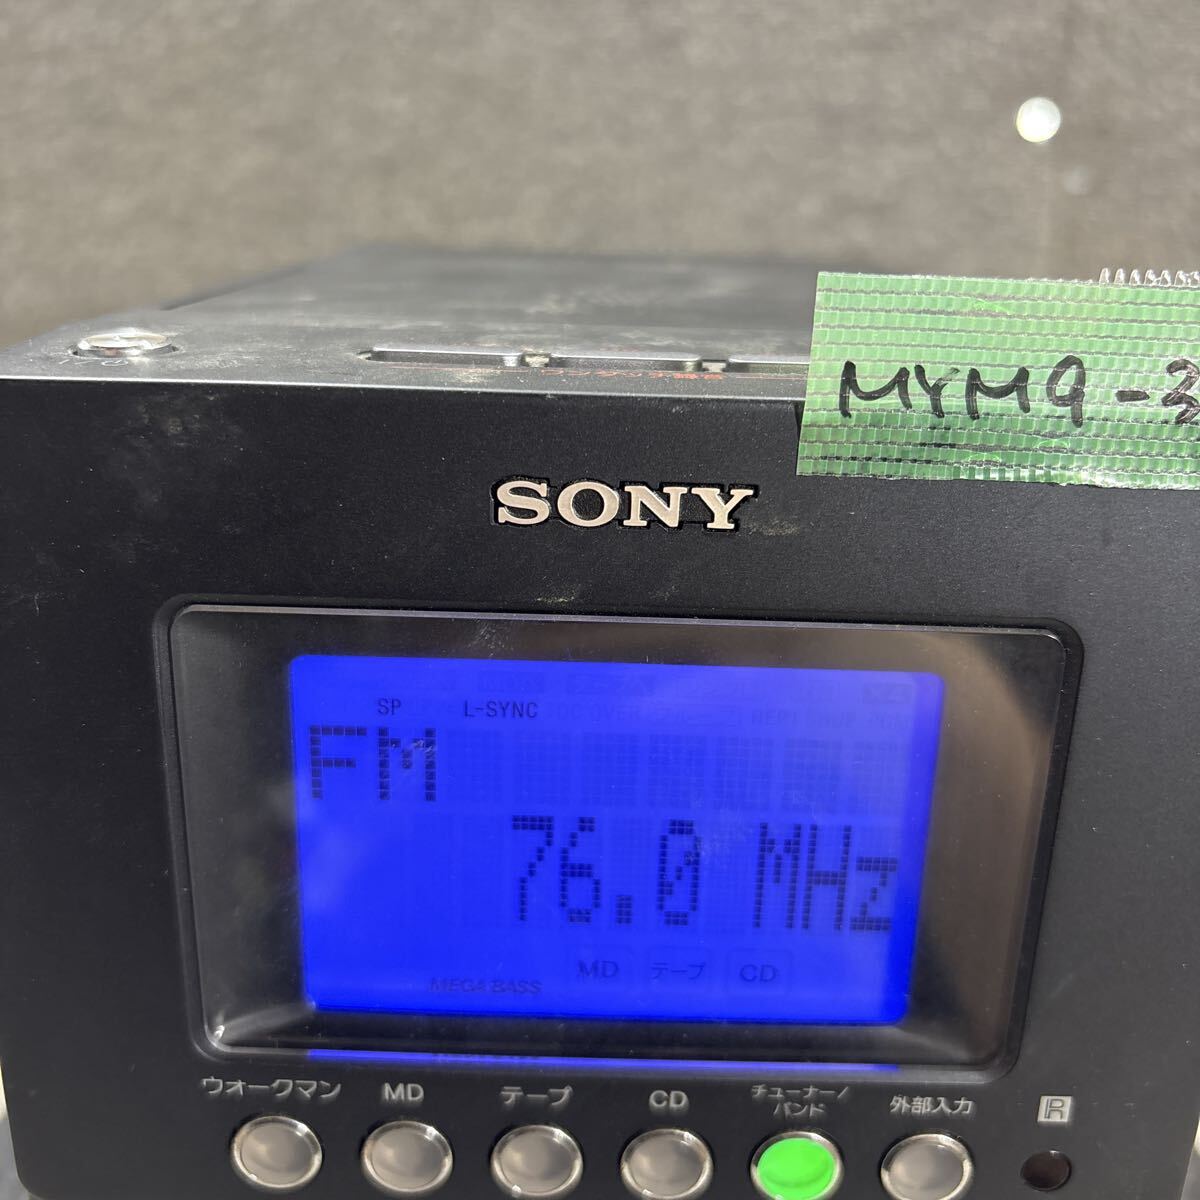 MYM9-3
SONY
SP L-SYNC
FM
76.0 MHz
MD テープ CD
MEGA BASS
ウオークマン MD テープ CD チューナー/バンド 外部入力 R